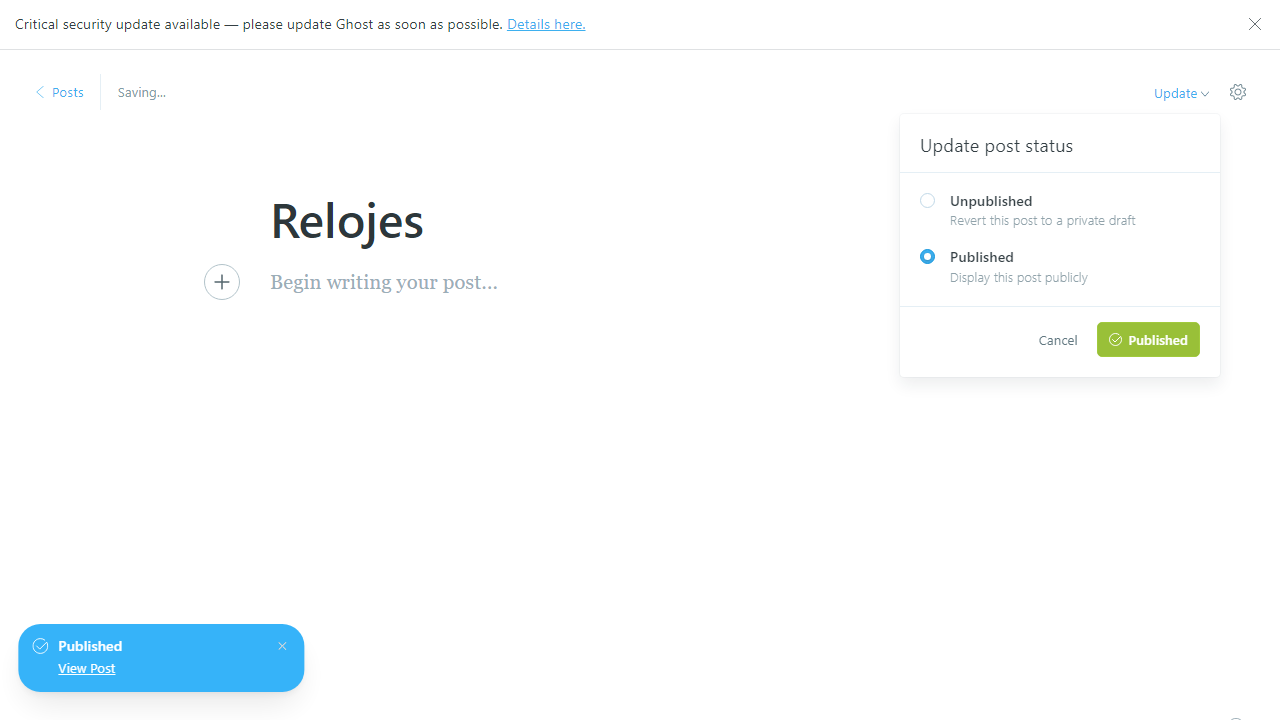 Critical security update available — please update Ghost as soon as possible. Details here.
Posts
Saving...
Update
Update post status
Unpublished
Revert this post to a private draft
Published
Display this post publicly
Cancel
Published
Relojes
Begin writing your post...
Published
View Post